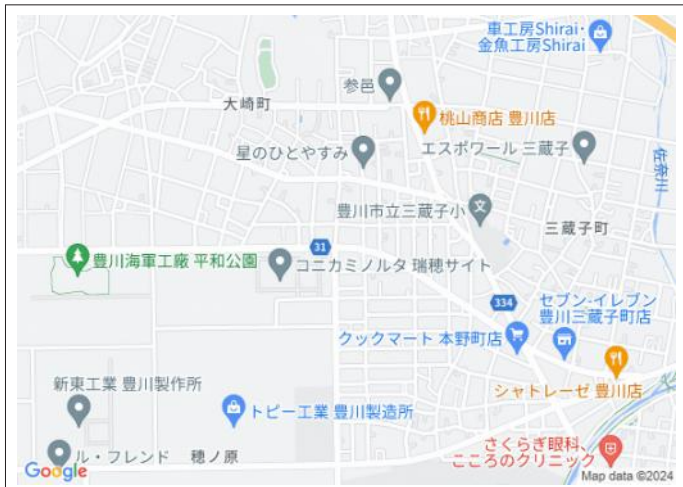 車工房Shirai・
金魚工房Shirai
参邑
大崎町
桃山商店 豊川店
星のひとやすみ
エスポワール 三蔵子
佐奈川
豊川市立三蔵子小
文
三蔵子町
31
豊川海軍工廠 平和公園
コニカミノルタ 瑞穂サイト
334
セブン-イレブン
豊川三蔵子町店
クックマート 本野町店
新東工業 豊川製作所
シャトレーゼ 豊川店
トピー工業 豊川製造所
さくらぎ眼科、
こころのクリニック
ル・フレンド 穂ノ原
Google
Map data ©2024